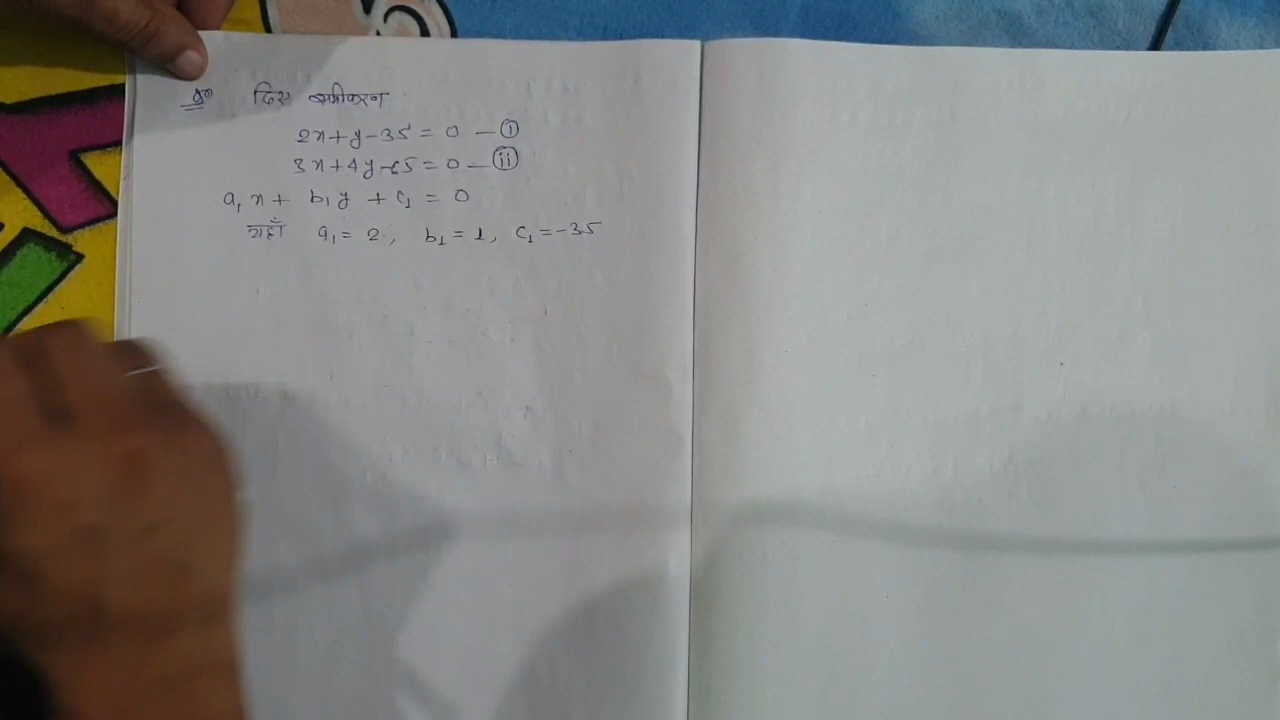 प्र० दिए समीकरण
2x+y-35=0 —(i)
3x+4y-65=0 —(ii)
a₁x+ b₁y +c₁ = 0
यहाँ a₁= 2, b₁=1, c₁=-35